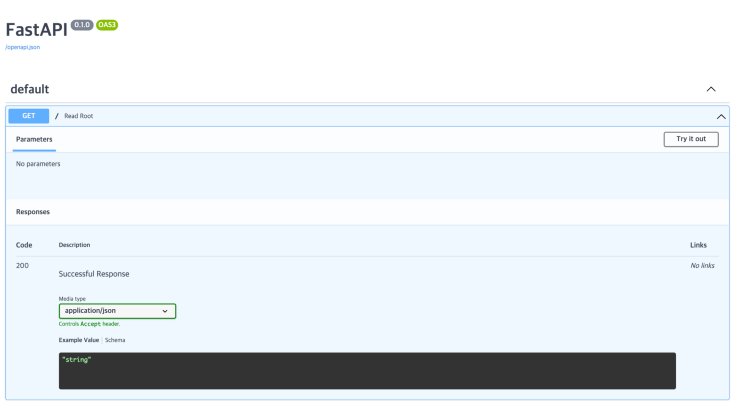 FastAPI 0.1.0 OAS3
/openapi.json
default
GET / Read Root
Parameters Try it out
No parameters
Responses
Code Description Links
200 Successful Response No links
Media type
application/json
Controls Accept header.
Example Value | Schema
"string"